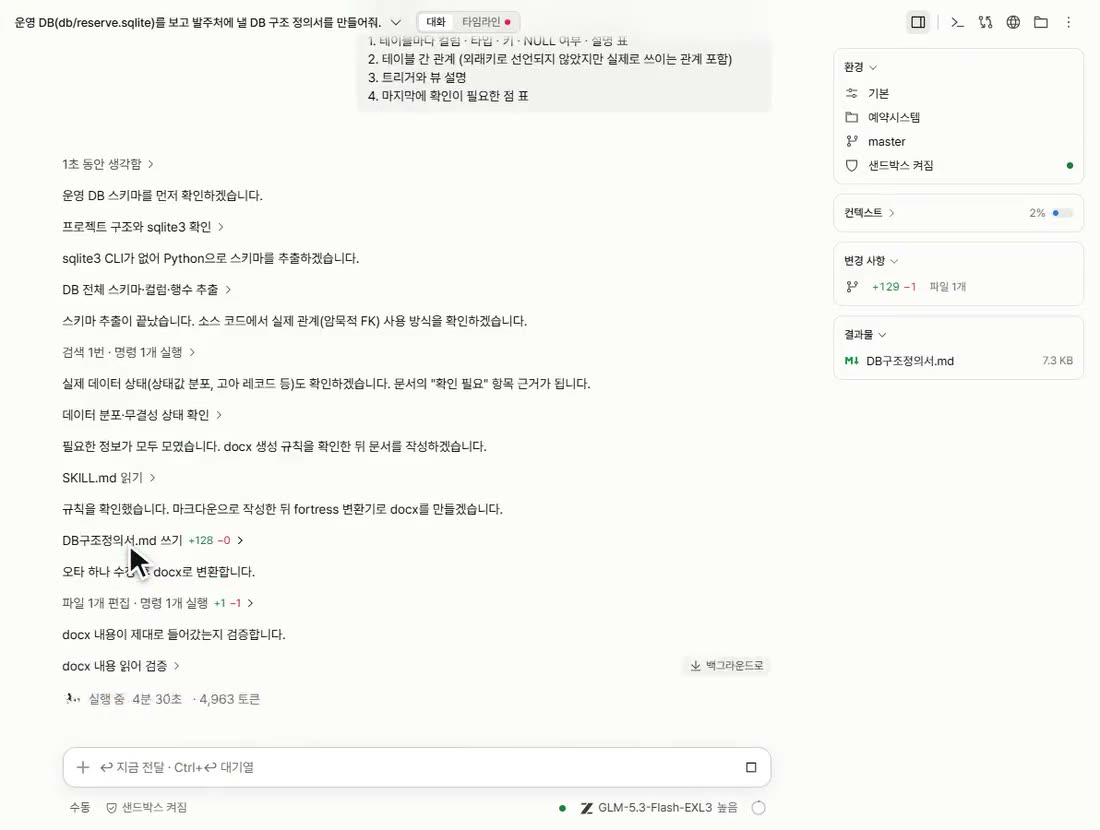 운영 DB(db/reserve.sqlite)를 보고 발주처에 낼 DB 구조 정의서를 만들어줘.
대화 타임라인
1. 테이블마다 컬럼 · 타입 · 키 · NULL 여부 · 설명 표
2. 테이블 간 관계 (외래키로 선언되지 않았지만 실제로 쓰이는 관계 포함)
3. 트리거와 뷰 설명
4. 마지막에 확인이 필요한 점 표
1초 동안 생각함
운영 DB 스키마를 먼저 확인하겠습니다.
프로젝트 구조와 sqlite3 확인
sqlite3 CLI가 없어 Python으로 스키마를 추출하겠습니다.
DB 전체 스키마·컬럼·행수 추출
스키마 추출이 끝났습니다. 소스 코드에서 실제 관계(암묵적 FK) 사용 방식을 확인하겠습니다.
검색 1번 · 명령 1개 실행
실제 데이터 상태(상태값 분포, 고아 레코드 등)도 확인하겠습니다. 문서의 "확인 필요" 항목 근거가 됩니다.
데이터 분포·무결성 상태 확인
필요한 정보가 모두 모였습니다. docx 생성 규칙을 확인한 뒤 문서를 작성하겠습니다.
SKILL.md 읽기
규칙을 확인했습니다. 마크다운으로 작성한 뒤 fortress 변환기로 docx를 만들겠습니다.
DB구조정의서.md 쓰기 +128 −0
오타 하나 docx로 변환합니다.
파일 1개 편집 · 명령 1개 실행 +1 −1
docx 내용이 제대로 들어갔는지 검증합니다.
docx 내용 읽어 검증
백그라운드로
실행 중 4분 30초 · 4,963 토큰
↩ 지금 전달 · Ctrl+↩ 대기열
수동 샌드박스 켜짐
GLM-5.3-Flash-EXL3 높음
환경
기본
예약시스템
master
샌드박스 켜짐
컨텍스트 2%
변경 사항
+129 −1 파일 1개
결과물
M↓ DB구조정의서.md 7.3 KB